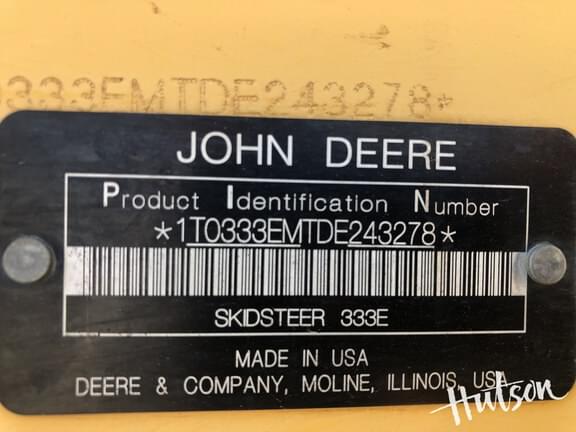 0333EMTDE243278*
JOHN DEERE
Product Identification Number
*1T0333EMTDE243278*
SKIDSTEER 333E
MADE IN USA
DEERE & COMPANY, MOLINE, ILLINOIS, USA
Hutson